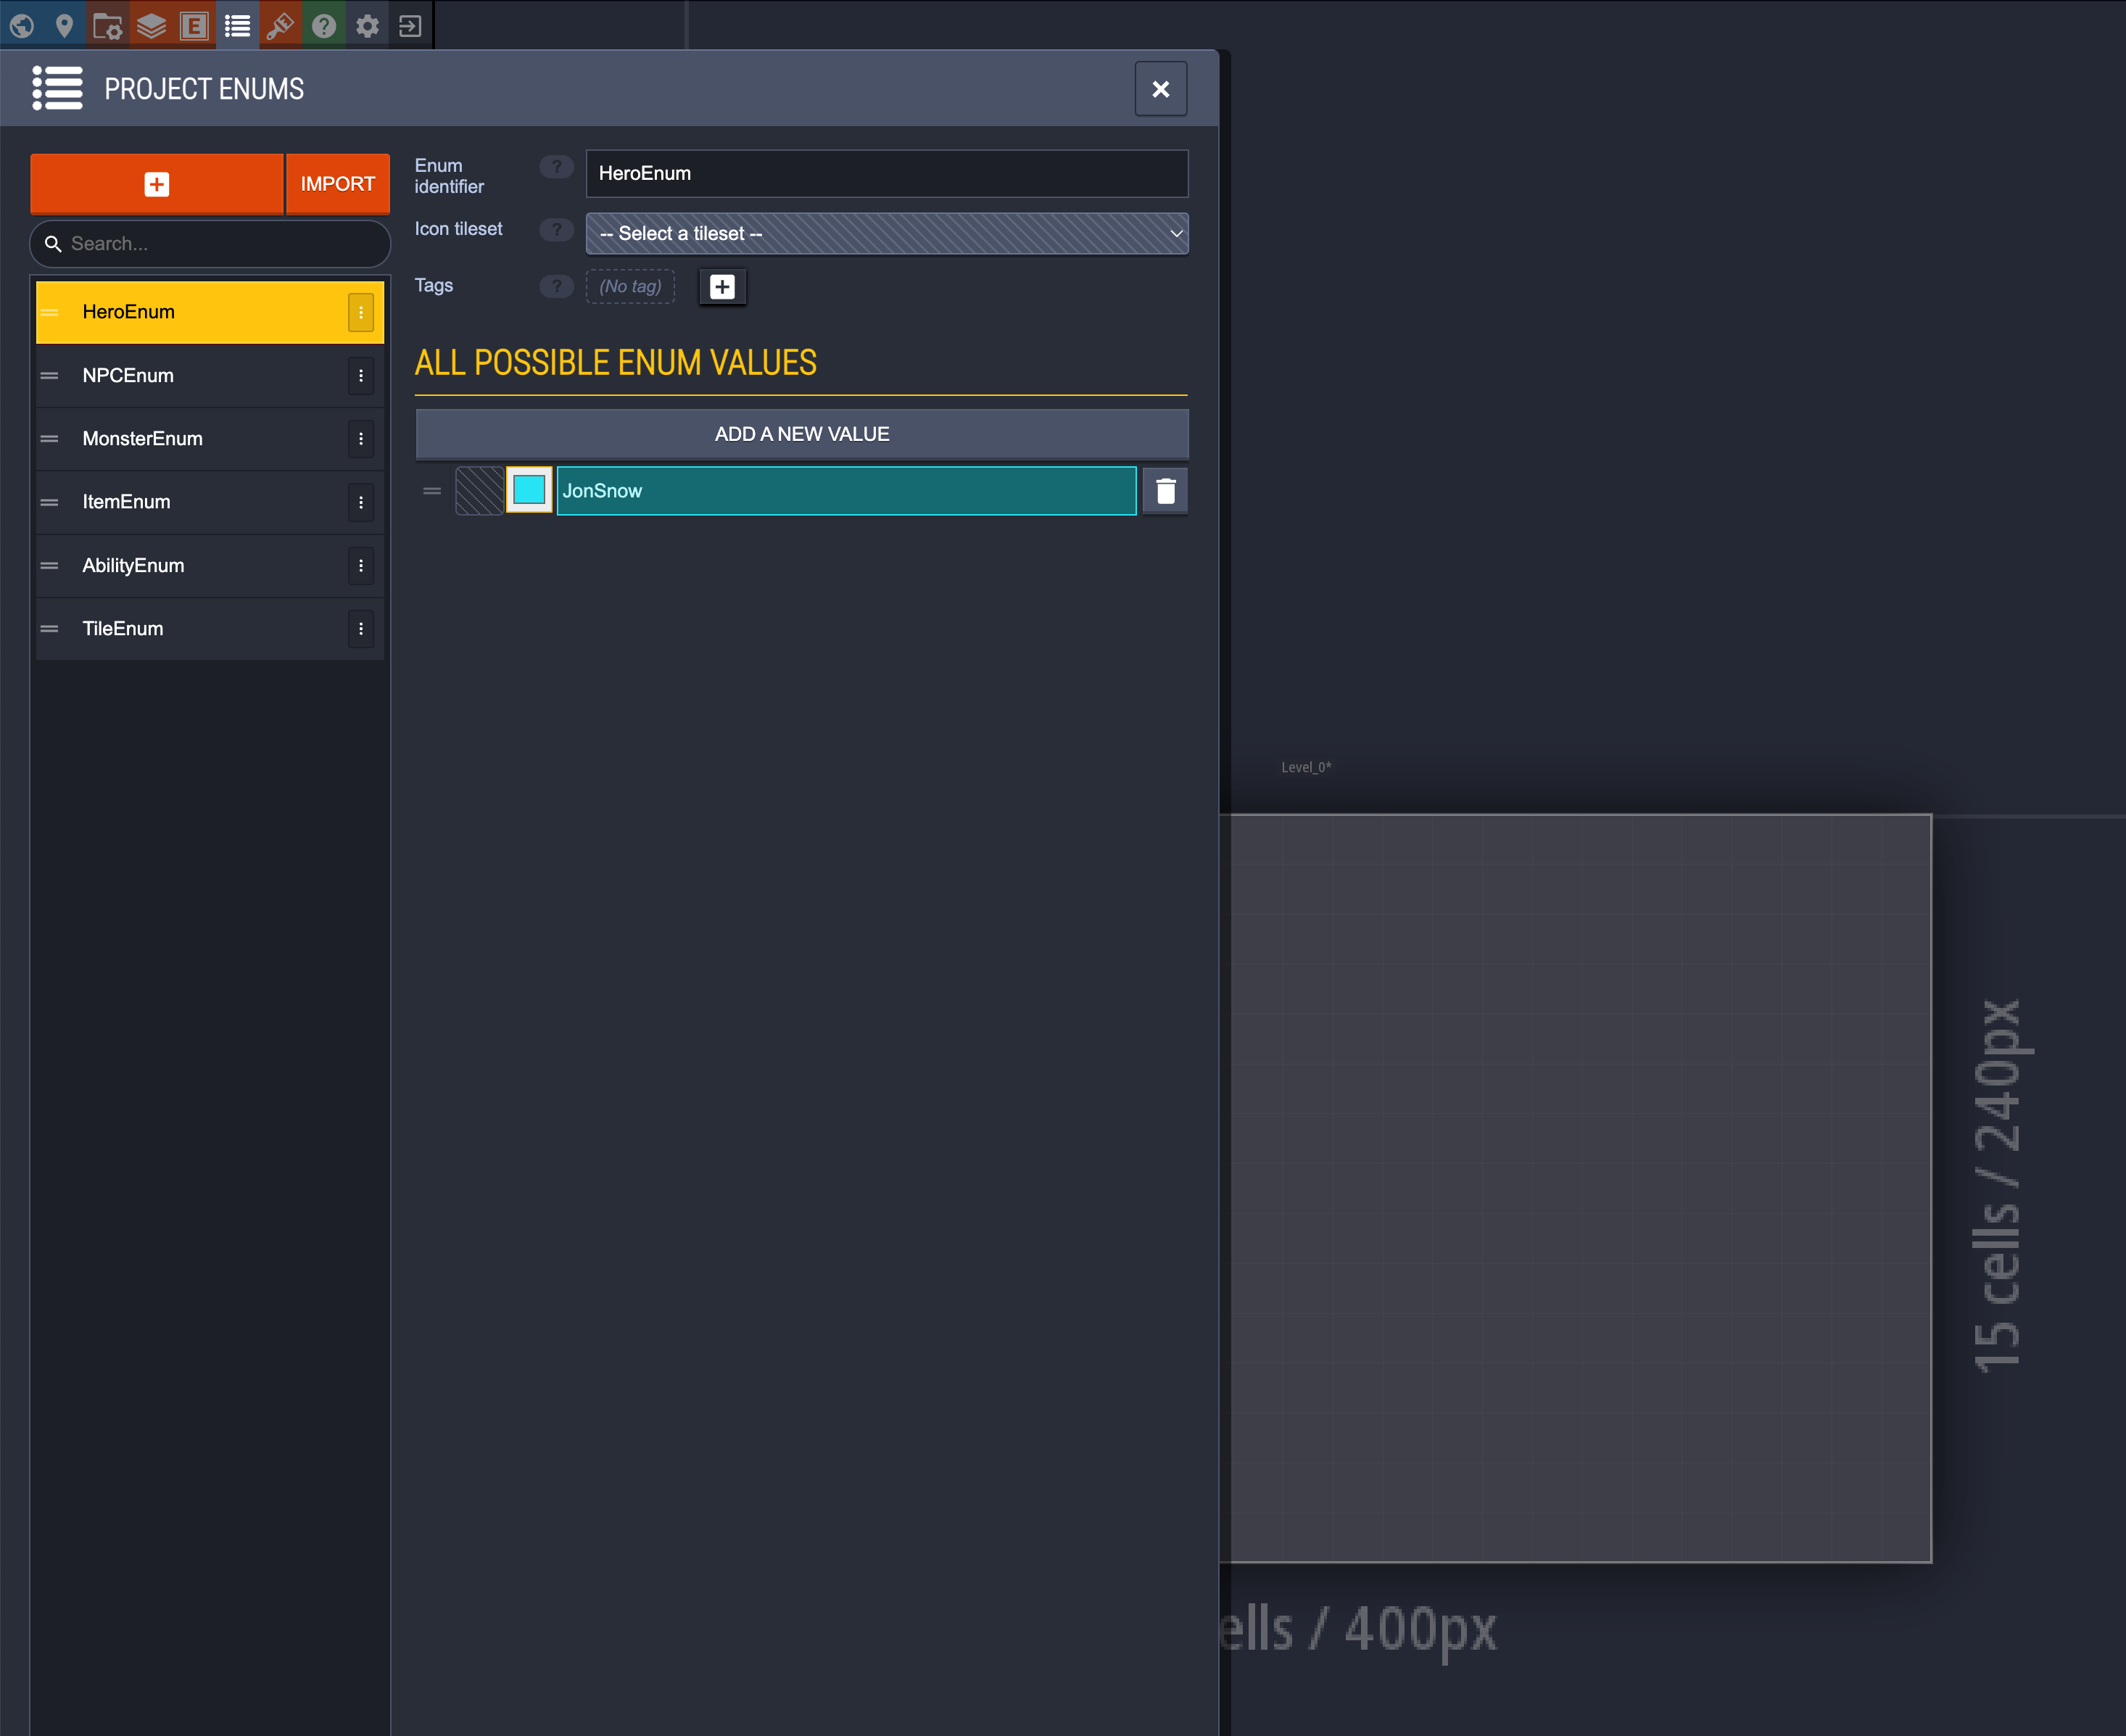 PROJECT ENUMS
IMPORT
Search...
HeroEnum
NPCEnum
MonsterEnum
ItemEnum
AbilityEnum
TileEnum
Enum
identifier
?
HeroEnum
Icon tileset
?
-- Select a tileset --
Tags
?
(No tag)
ALL POSSIBLE ENUM VALUES
ADD A NEW VALUE
JonSnow
Level_0*
15 cells / 240px
ells / 400px